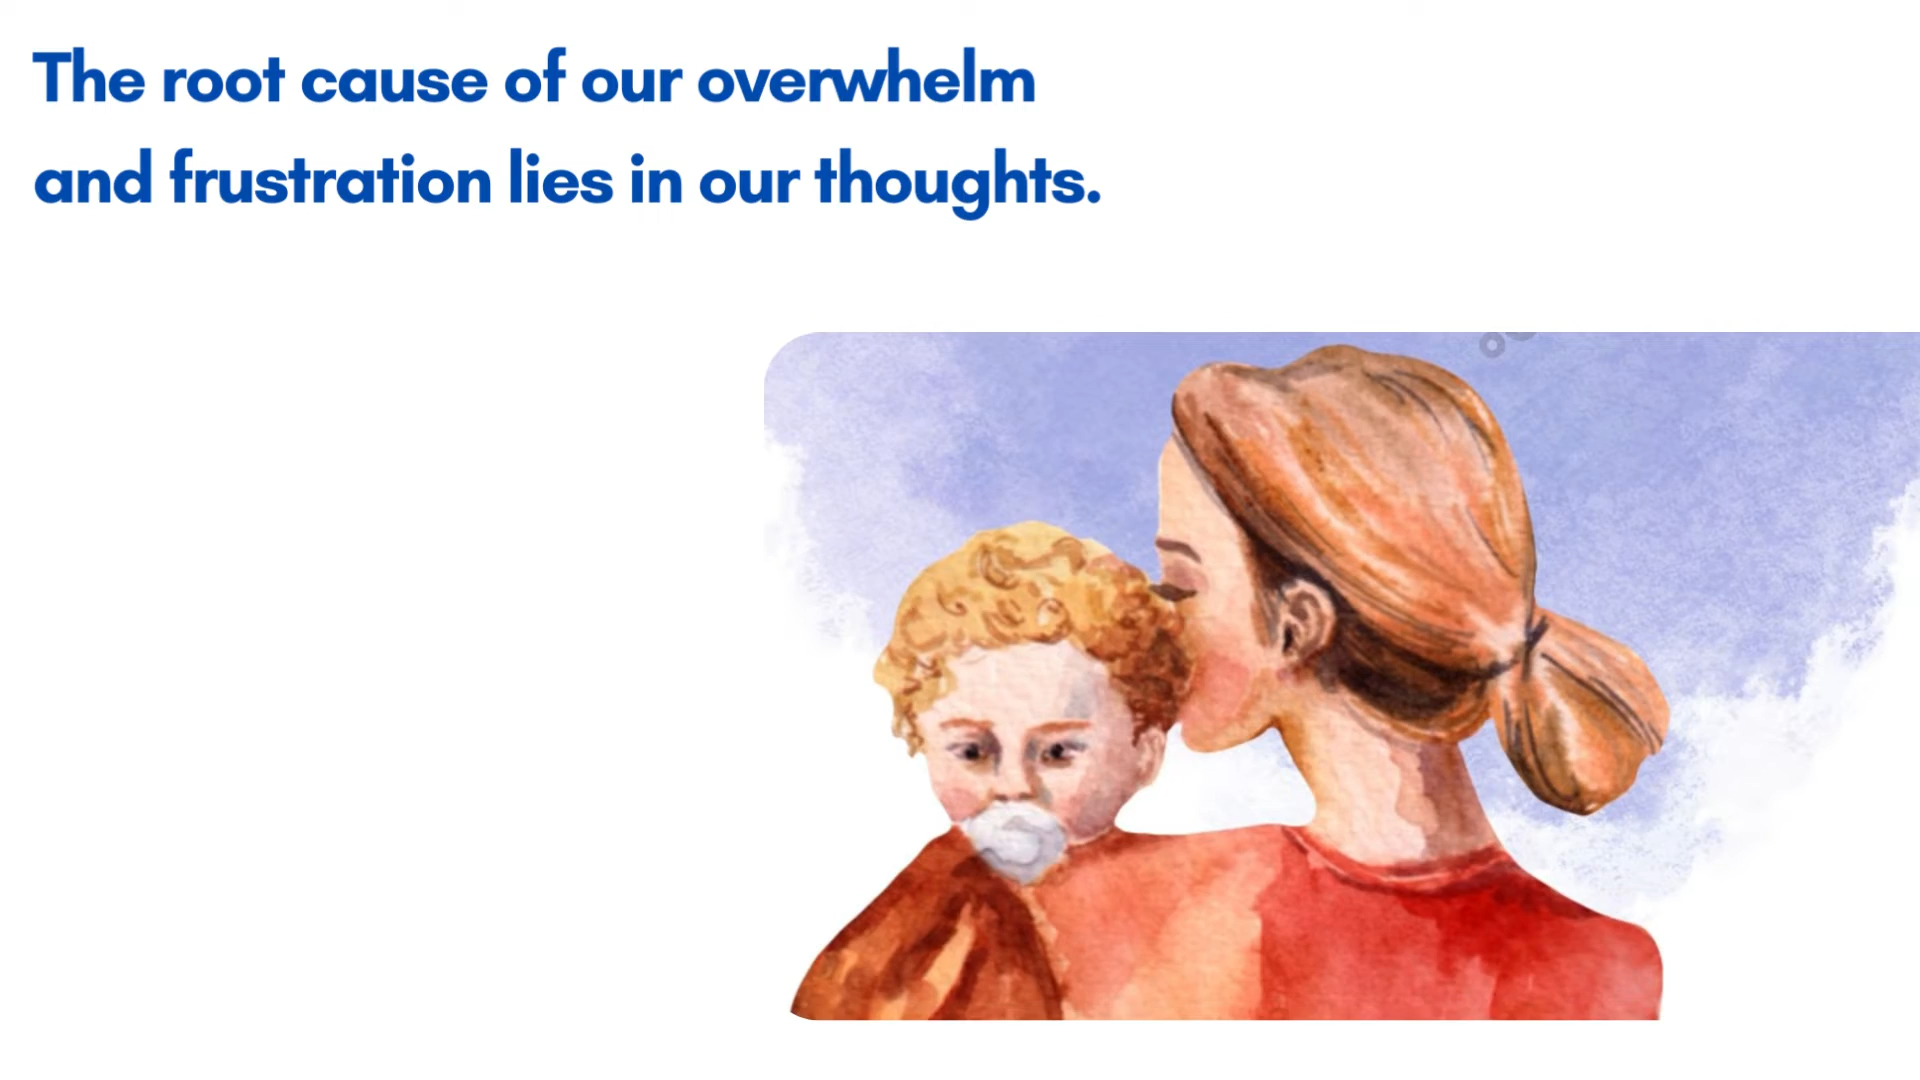 The root cause of our overwhelm
and frustration lies in our thoughts.